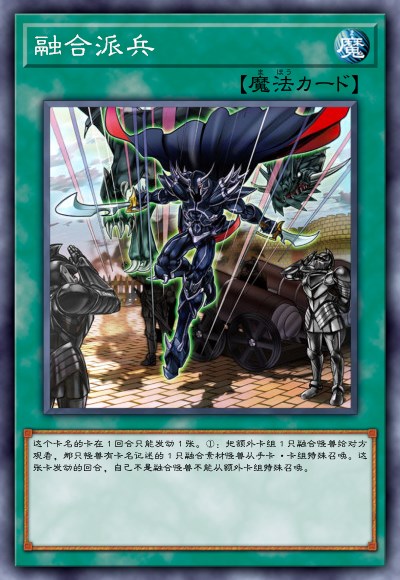 融合派兵
魔
【魔法カード】
ま ほう
这个卡名的卡在1回合只能发动1张。①：把额外卡组1只融合怪兽给对方
观看，那只怪兽有卡名记述的1只融合素材怪兽从手卡·卡组特殊召唤。这
张卡发动的回合，自己不是融合怪兽不能从额外卡组特殊召唤。